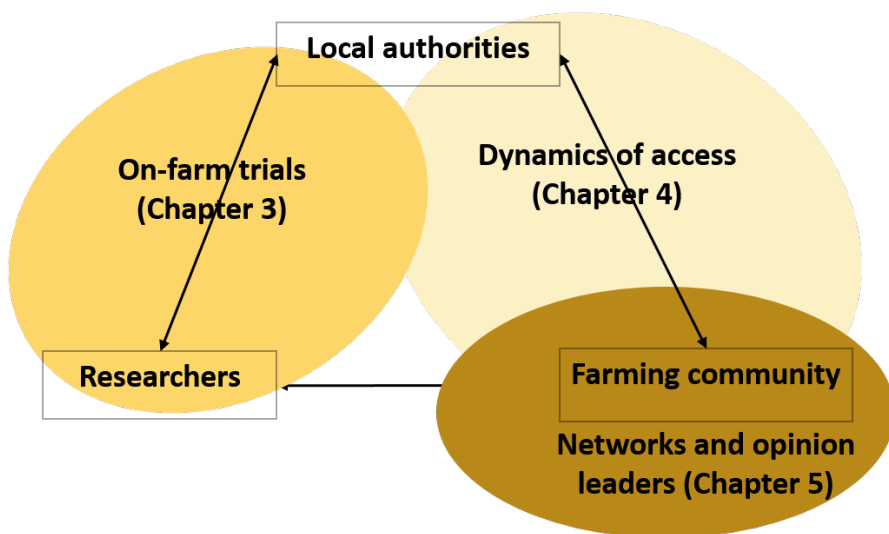 Local authorities
On-farm trials
(Chapter 3)
Dynamics of access
(Chapter 4)
Researchers
Farming community
Networks and opinion
leaders (Chapter 5)